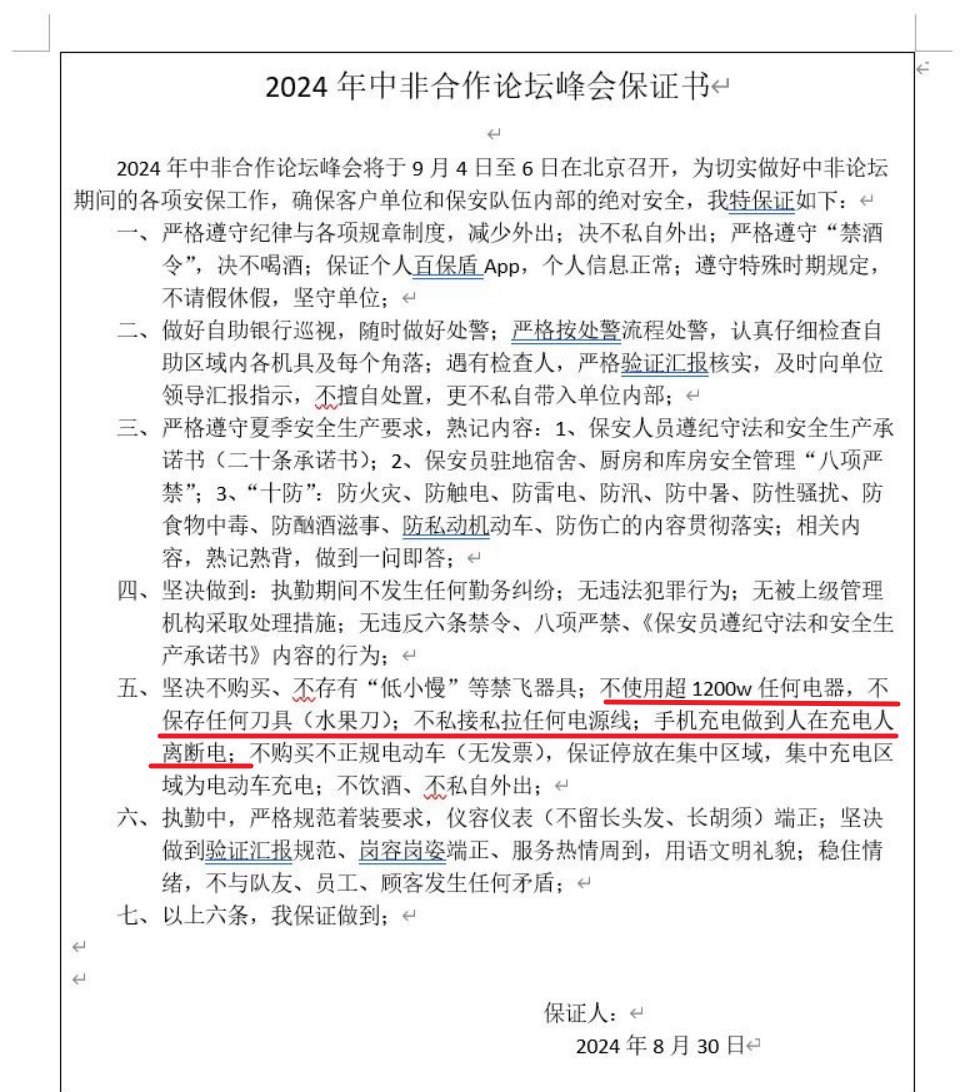 2024 年中非合作论坛峰会保证书
2024 年中非合作论坛峰会将于 9 月 4 日至 6 日在北京召开，为切实做好中非论坛
期间的各项安保工作，确保客户单位和保安队伍内部的绝对安全，我特保证如下：
一、严格遵守纪律与各项规章制度，减少外出；决不私自外出；严格遵守“禁酒
令”，决不喝酒；保证个人百保盾 App，个人信息正常；遵守特殊时期规定，
不请假休假，坚守单位；
二、做好自助银行巡视，随时做好处警；严格按处警流程处警，认真仔细检查自
助区域内各机具及每个角落；遇有检查人，严格验证汇报核实，及时向单位
领导汇报指示，不擅自处置，更不私自带入单位内部；
三、严格遵守夏季安全生产要求，熟记内容：1、保安人员遵纪守法和安全生产承
诺书（二十条承诺书）；2、保安员驻地宿舍、厨房和库房安全管理“八项严
禁”；3、“十防”：防火灾、防触电、防雷电、防汛、防中暑、防性骚扰、防
食物中毒、防酗酒滋事、防私动机动车、防伤亡的内容贯彻落实；相关内
容，熟记熟背，做到一问即答；
四、坚决做到：执勤期间不发生任何勤务纠纷；无违法犯罪行为；无被上级管理
机构采取处理措施；无违反六条禁令、八项严禁、《保安员遵纪守法和安全生
产承诺书》内容的行为；
五、坚决不购买、不存有“低小慢”等禁飞器具；不使用超 1200w 任何电器，不
保存任何刀具（水果刀）；不私接私拉任何电源线；手机充电做到人在充电人
离断电；不购买不正规电动车（无发票），保证停放在集中区域，集中充电区
域为电动车充电；不饮酒、不私自外出；
六、执勤中，严格规范着装要求，仪容仪表（不留长头发、长胡须）端正；坚决
做到验证汇报规范、岗容岗姿端正、服务热情周到，用语文明礼貌；稳住情
绪，不与队友、员工、顾客发生任何矛盾；
七、以上六条，我保证做到；
保证人：
2024 年 8 月 30 日